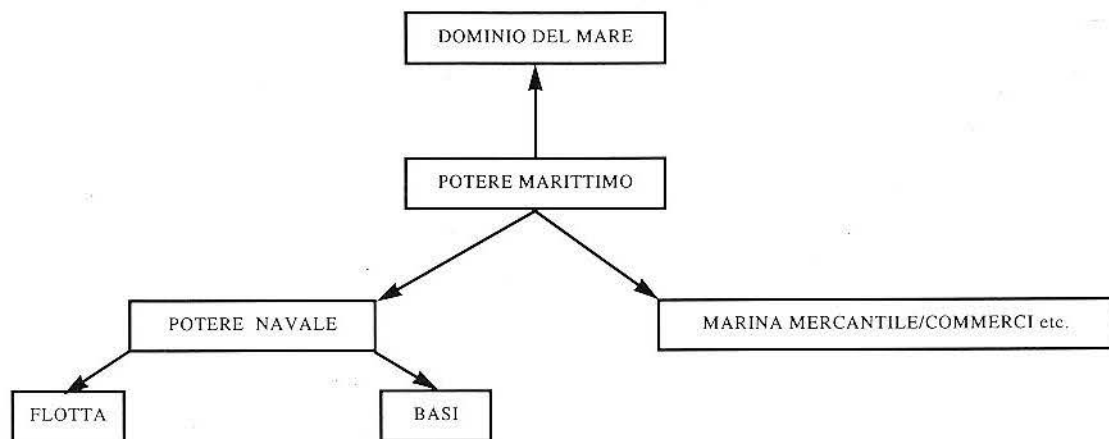 DOMINIO DEL MARE
POTERE MARITTIMO
POTERE NAVALE
MARINA MERCANTILE/COMMERCI etc.
FLOTTA
BASI